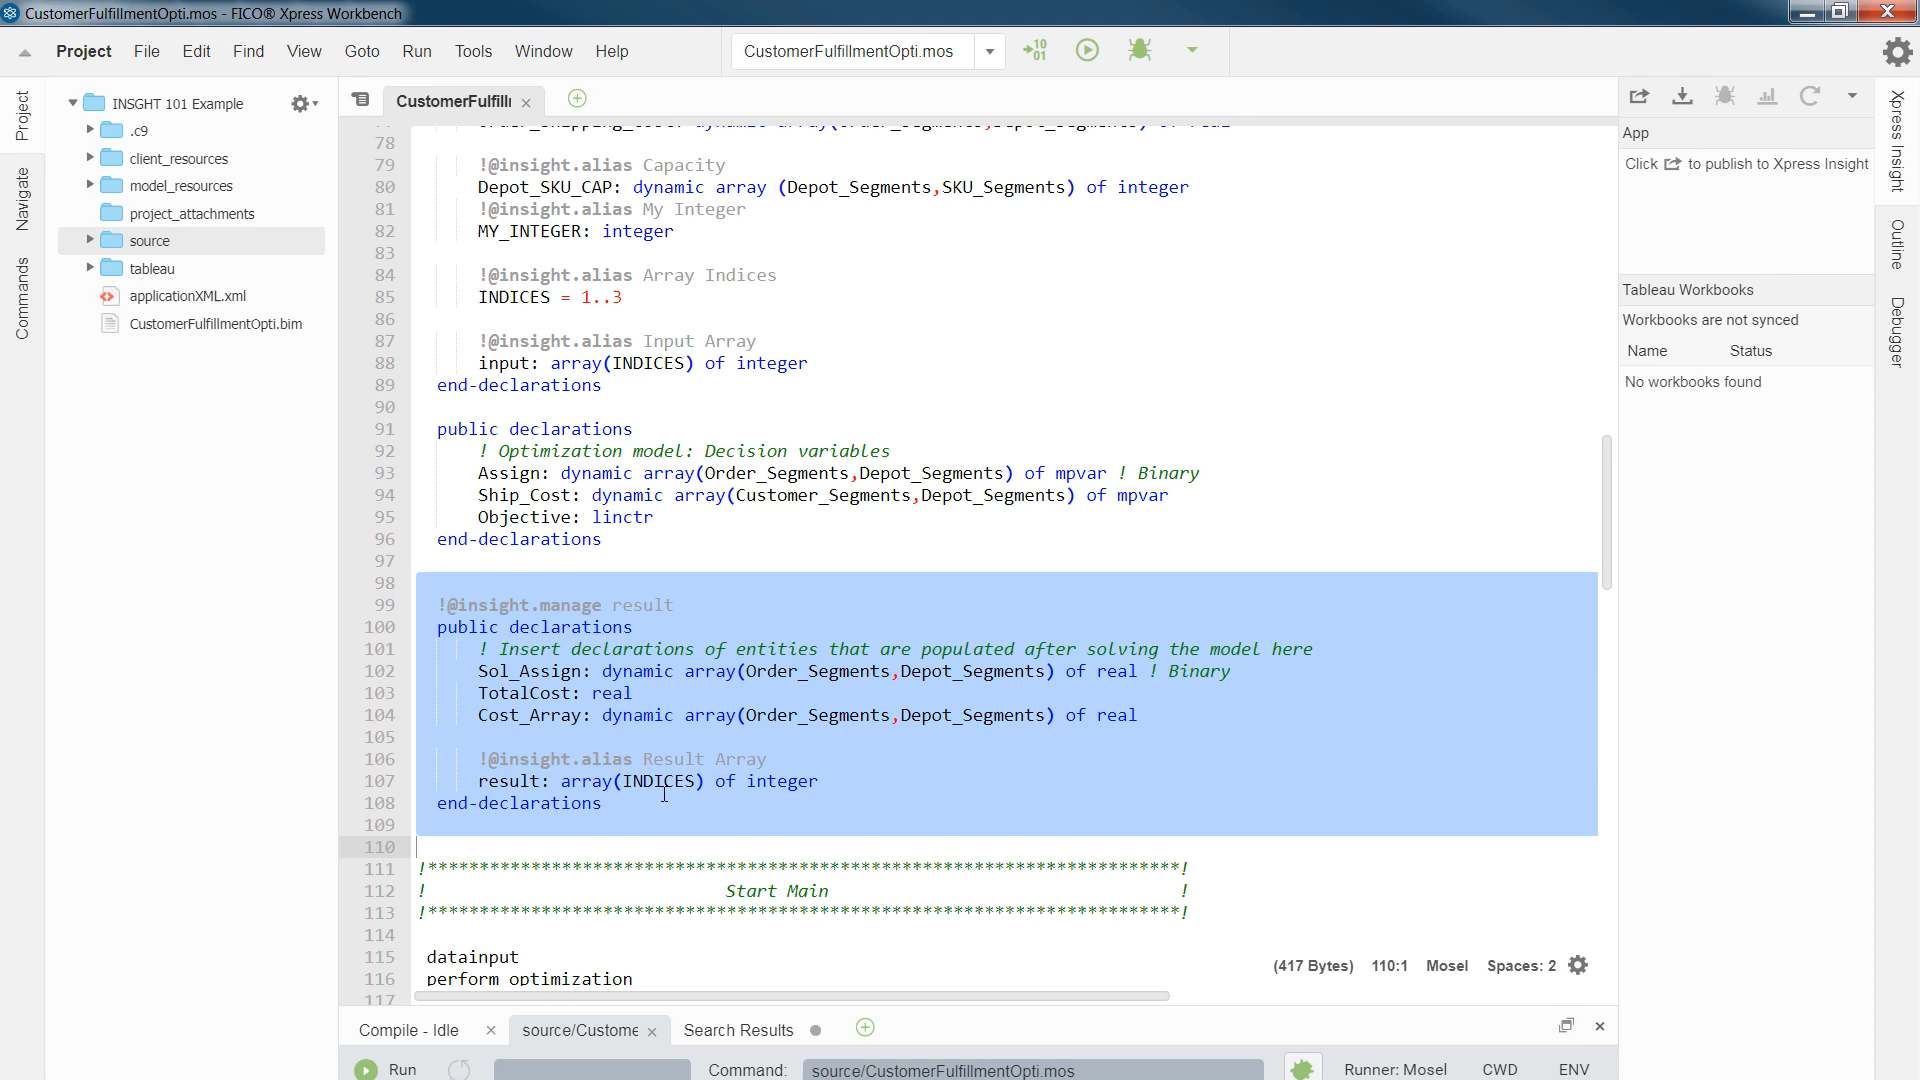 CustomerFulfillmentOpti.mos - FICO® Xpress Workbench
Project File Edit Find View Goto Run Tools Window Help
CustomerFulfillmentOpti.mos
10
01
Project
Navigate
Commands
INSGHT 101 Example
.c9
client_resources
model_resources
project_attachments
source
tableau
applicationXML.xml
CustomerFulfillmentOpti.bim
CustomerFulfillı
78
79 !@insight.alias Capacity
80 Depot_SKU_CAP: dynamic array (Depot_Segments,SKU_Segments) of integer
81 !@insight.alias My Integer
82 MY_INTEGER: integer
83
84 !@insight.alias Array Indices
85 INDICES = 1..3
86
87 !@insight.alias Input Array
88 input: array(INDICES) of integer
89 end-declarations
90
91 public declarations
92 ! Optimization model: Decision variables
93 Assign: dynamic array(Order_Segments,Depot_Segments) of mpvar ! Binary
94 Ship_Cost: dynamic array(Customer_Segments,Depot_Segments) of mpvar
95 Objective: linctr
96 end-declarations
97
98
99 !@insight.manage result
100 public declarations
101 ! Insert declarations of entities that are populated after solving the model here
102 Sol_Assign: dynamic array(Order_Segments,Depot_Segments) of real ! Binary
103 TotalCost: real
104 Cost_Array: dynamic array(Order_Segments,Depot_Segments) of real
105
106 !@insight.alias Result Array
107 result: array(INDICES) of integer
108 end-declarations
109
110
111 !*************************************************************************!
112 ! Start Main !
113 !*************************************************************************!
114
115 datainput
116 perform optimization
117
(417 Bytes) 110:1 Mosel Spaces: 2
Compile - Idle source/Custome Search Results
Run Command: source/CustomerFulfillmentOpti.mos Runner: Mosel CWD ENV
App
Click to publish to Xpress Insight
Tableau Workbooks
Workbooks are not synced
Name Status
No workbooks found
Xpress Insight
Outline
Debugger